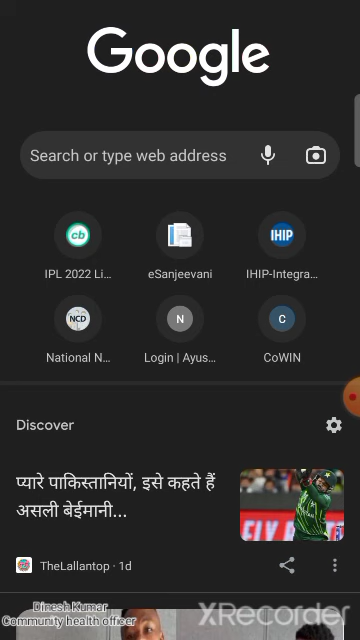 Google
Search or type web address
cb
IHIP
IPL 2022 Li...
eSanjeevani
IHIP-Integra...
NCD
N
C
National N...
Login | Ayus...
CoWIN
Discover
प्यारे पाकिस्तानियों, इसे कहते हैं
असली बेईमानी...
TheLallantop · 1d
Dinesh Kumar
Community health officer
XRecorder